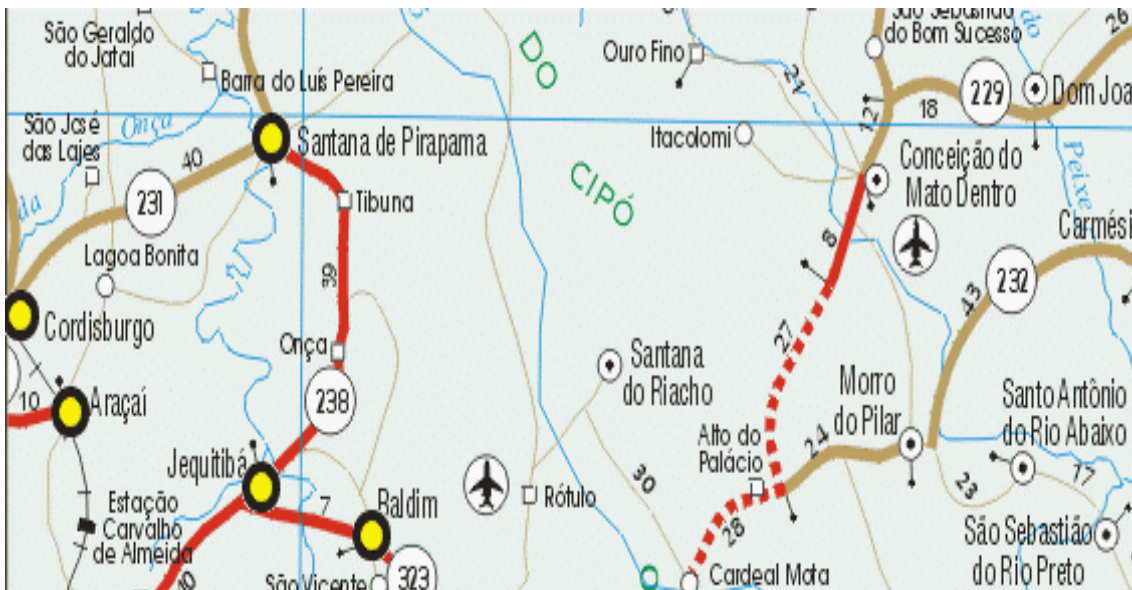 São Geraldo
do Jataí
Barra do Luís Pereira
São José
das Lajes
Onça
40
231
Santana de Pirapama
Tibuna
da
Lagoa Bonita
Cordisburgo
39
Onça
238
10
Araçaí
Jequitibá
7
Baldim
Estação
Carvalho
de Almeida
São Vicente
323
DO
CIPÓ
Ouro Fino
21
Itacolomi
São Sebastião
do Bom Sucesso
12
18
229
do
26
Dom Joa
Peixe
Conceição do
Mato Dentro
8
Carmési
232
43
27
Santana
do Riacho
Morro
do Pilar
Santo Antônio
do Rio Abaixo
Alto do
Palácio
24
30
Rótulo
28
23
17
São Sebastião
do Rio Preto
Cardeal Mota